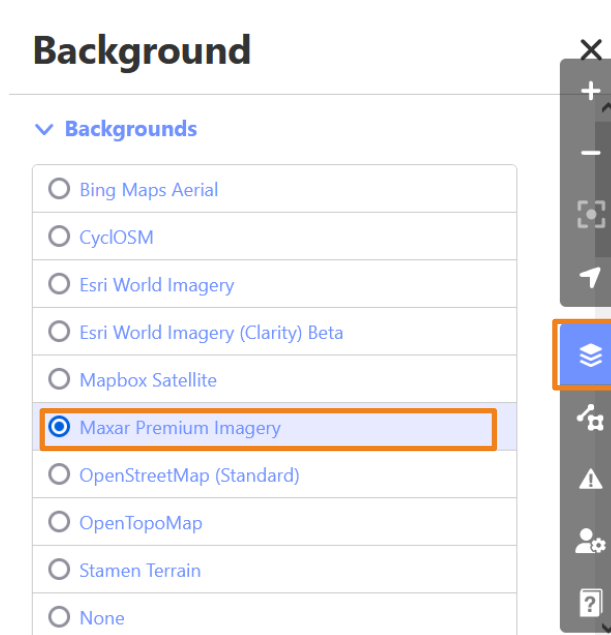 Background
Backgrounds
Bing Maps Aerial
CyclOSM
Esri World Imagery
Esri World Imagery (Clarity) Beta
Mapbox Satellite
Maxar Premium Imagery
OpenStreetMap (Standard)
OpenTopoMap
Stamen Terrain
None